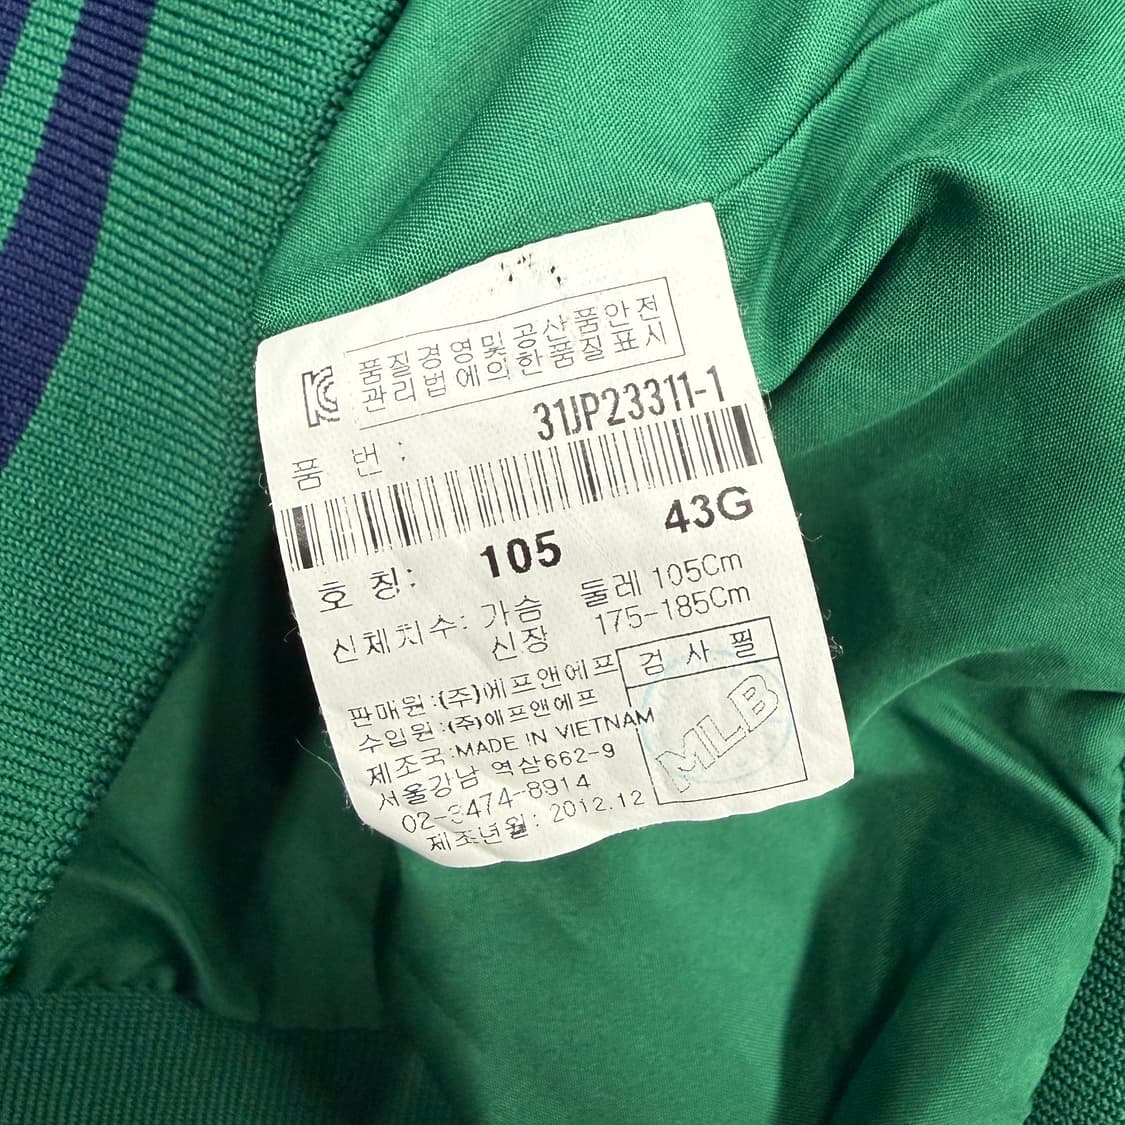 품질경영및공산품안전
관리법에의한품질표시
품 번 : 31JP23311-1
호 칭: 105 43G
신체치수: 가슴 둘레 105Cm
신장 175-185Cm
검 사 필
MLB
판매원:(주)에프앤에프
수입원:(주)에프앤에프
제조국:MADE IN VIETNAM
서울강남 역삼662-9
02-3474-8914
제조년월: 2012.12